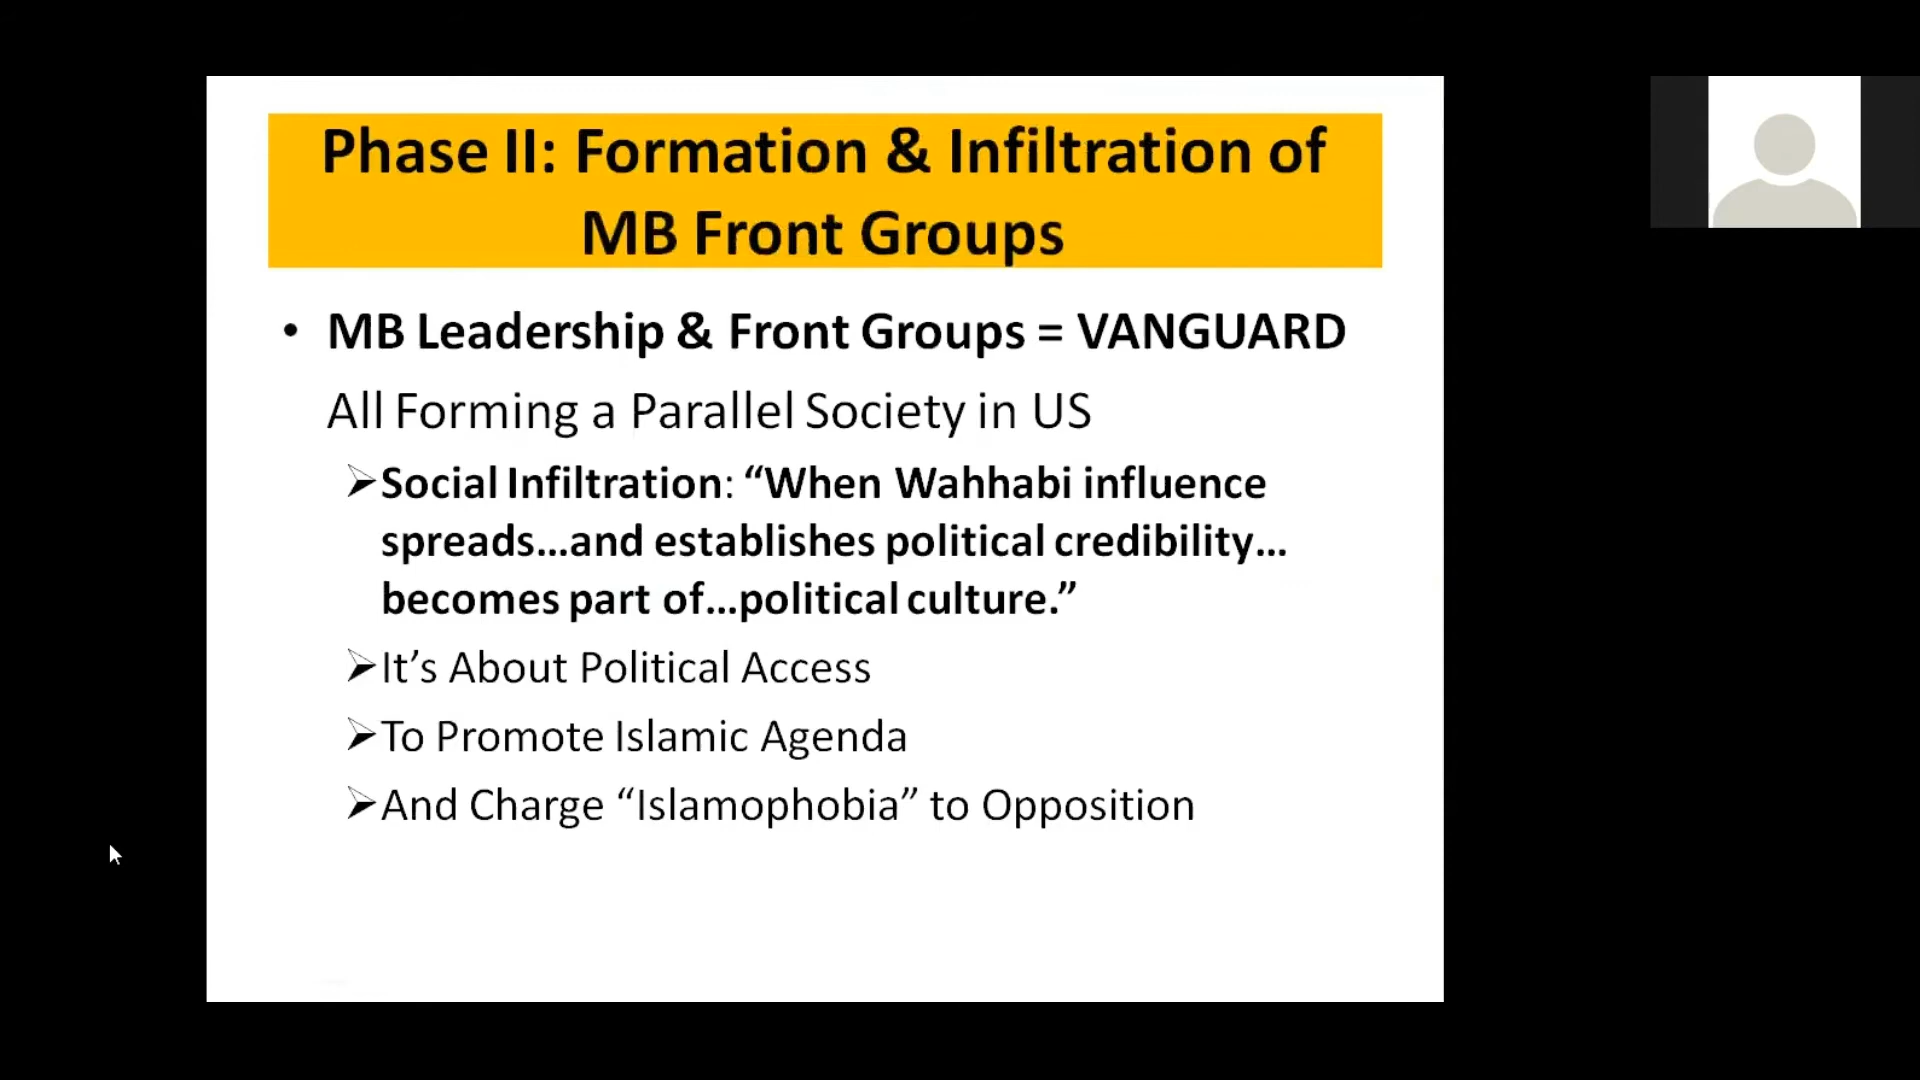 Phase II: Formation & Infiltration of
MB Front Groups
• MB Leadership & Front Groups = VANGUARD
All Forming a Parallel Society in US
➢Social Infiltration: “When Wahhabi influence
spreads…and establishes political credibility…
becomes part of…political culture.”
➢It’s About Political Access
➢To Promote Islamic Agenda
➢And Charge “Islamophobia” to Opposition